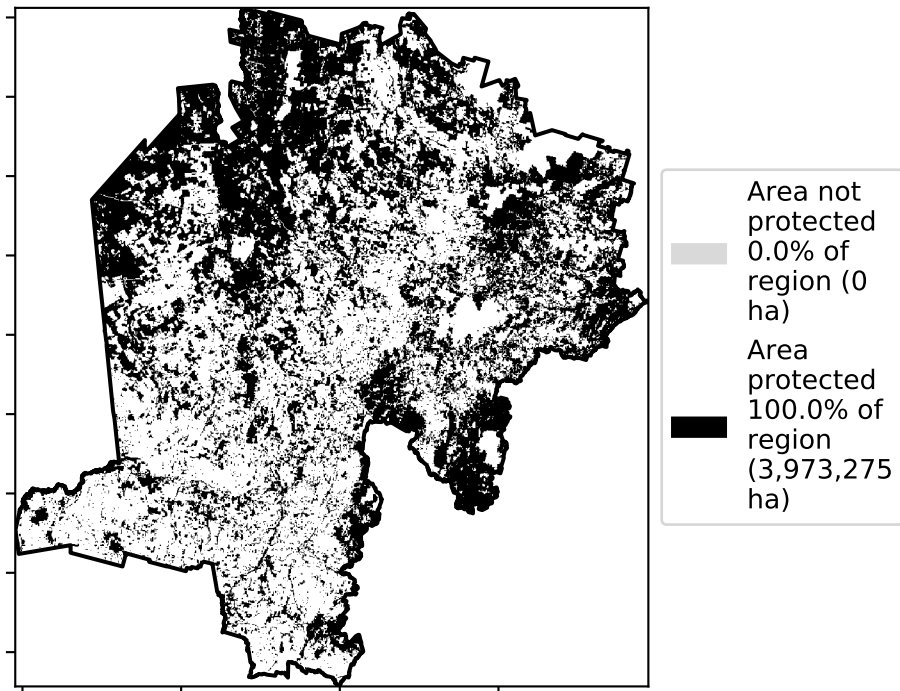 Area not
protected
0.0% of
region (0
ha)
Area
protected
100.0% of
region
(3,973,275
ha)